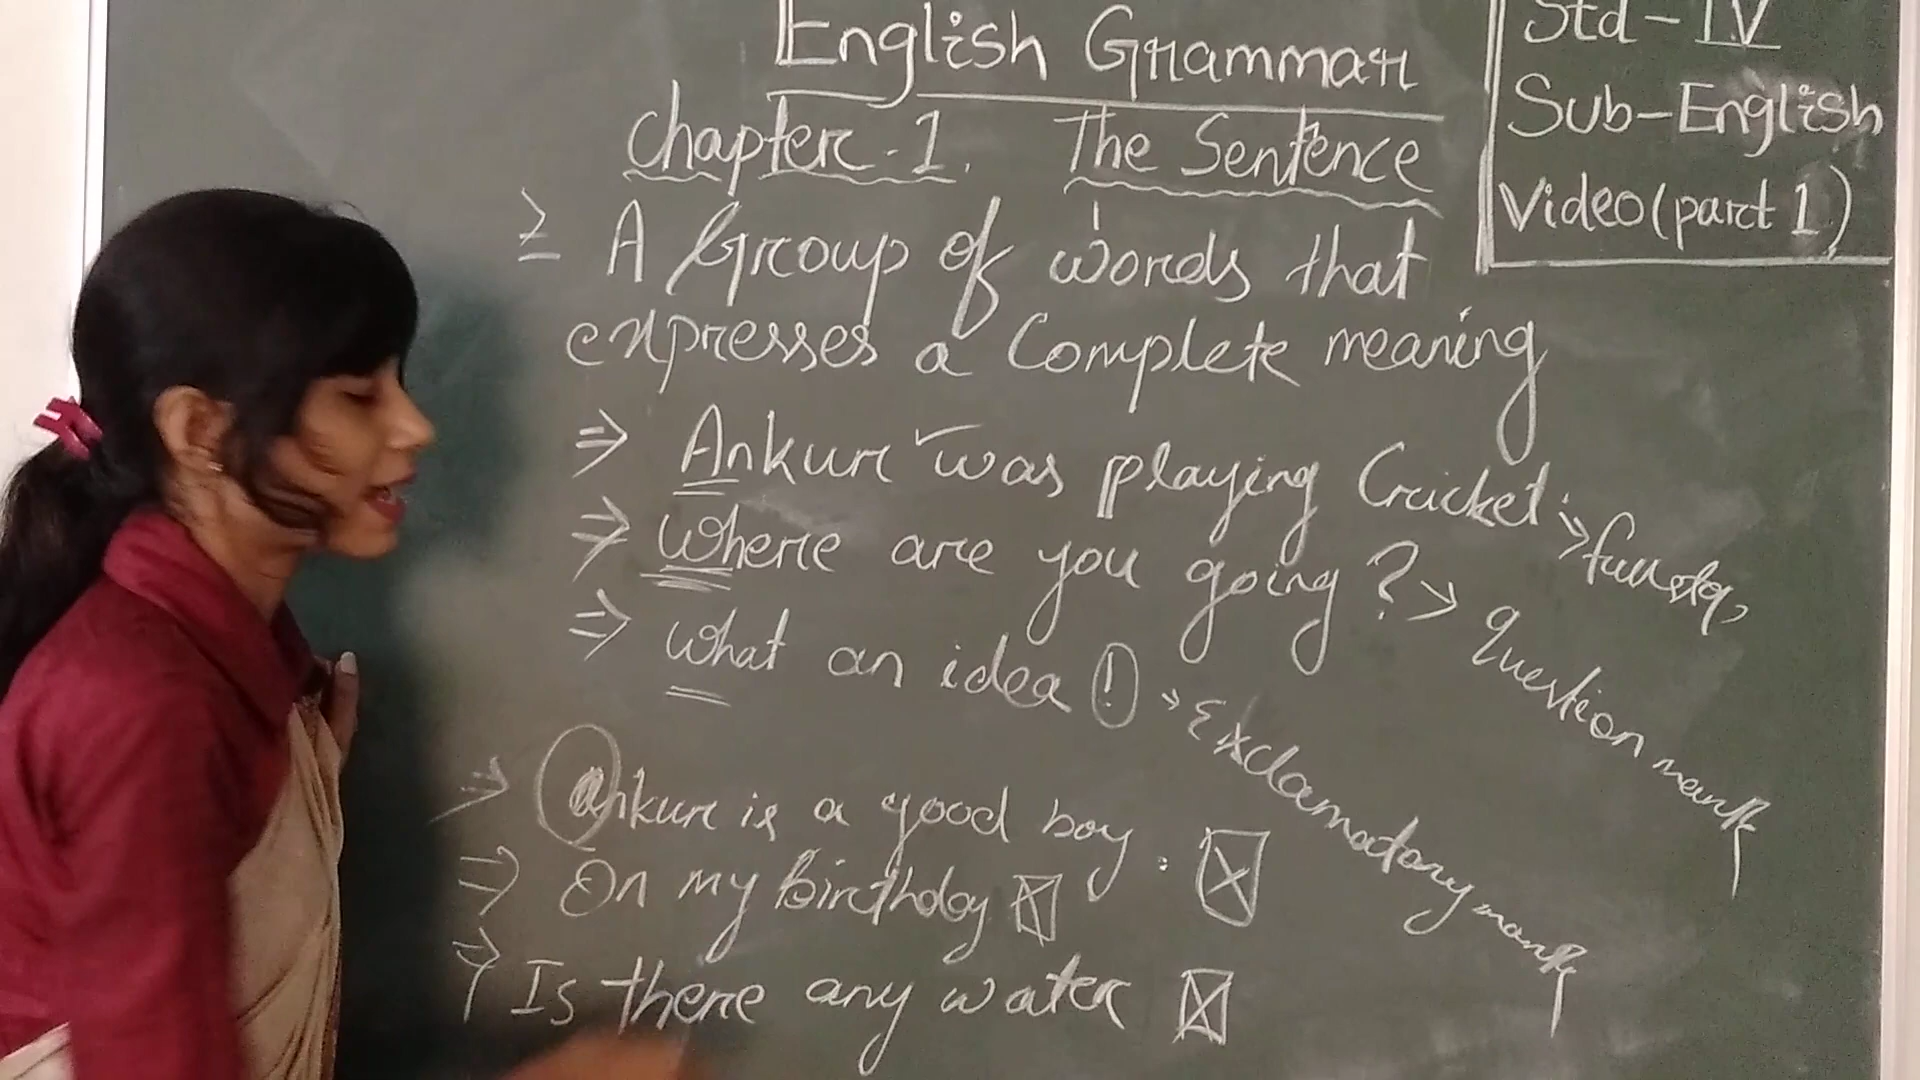 English Grammar
Chapter-1. The Sentence
Std-IV
Sub-English
Video(part 1)
A Group of words that
expresses a Complete meaning
⇒ Ankur was playing Cricket. → fullstop
⇒ Where are you going ? → Question mark
⇒ What an idea ! → Exclamatory mark
⇒ ankur is a good boy.
⇒ On my birthday
⇒ Is there any water